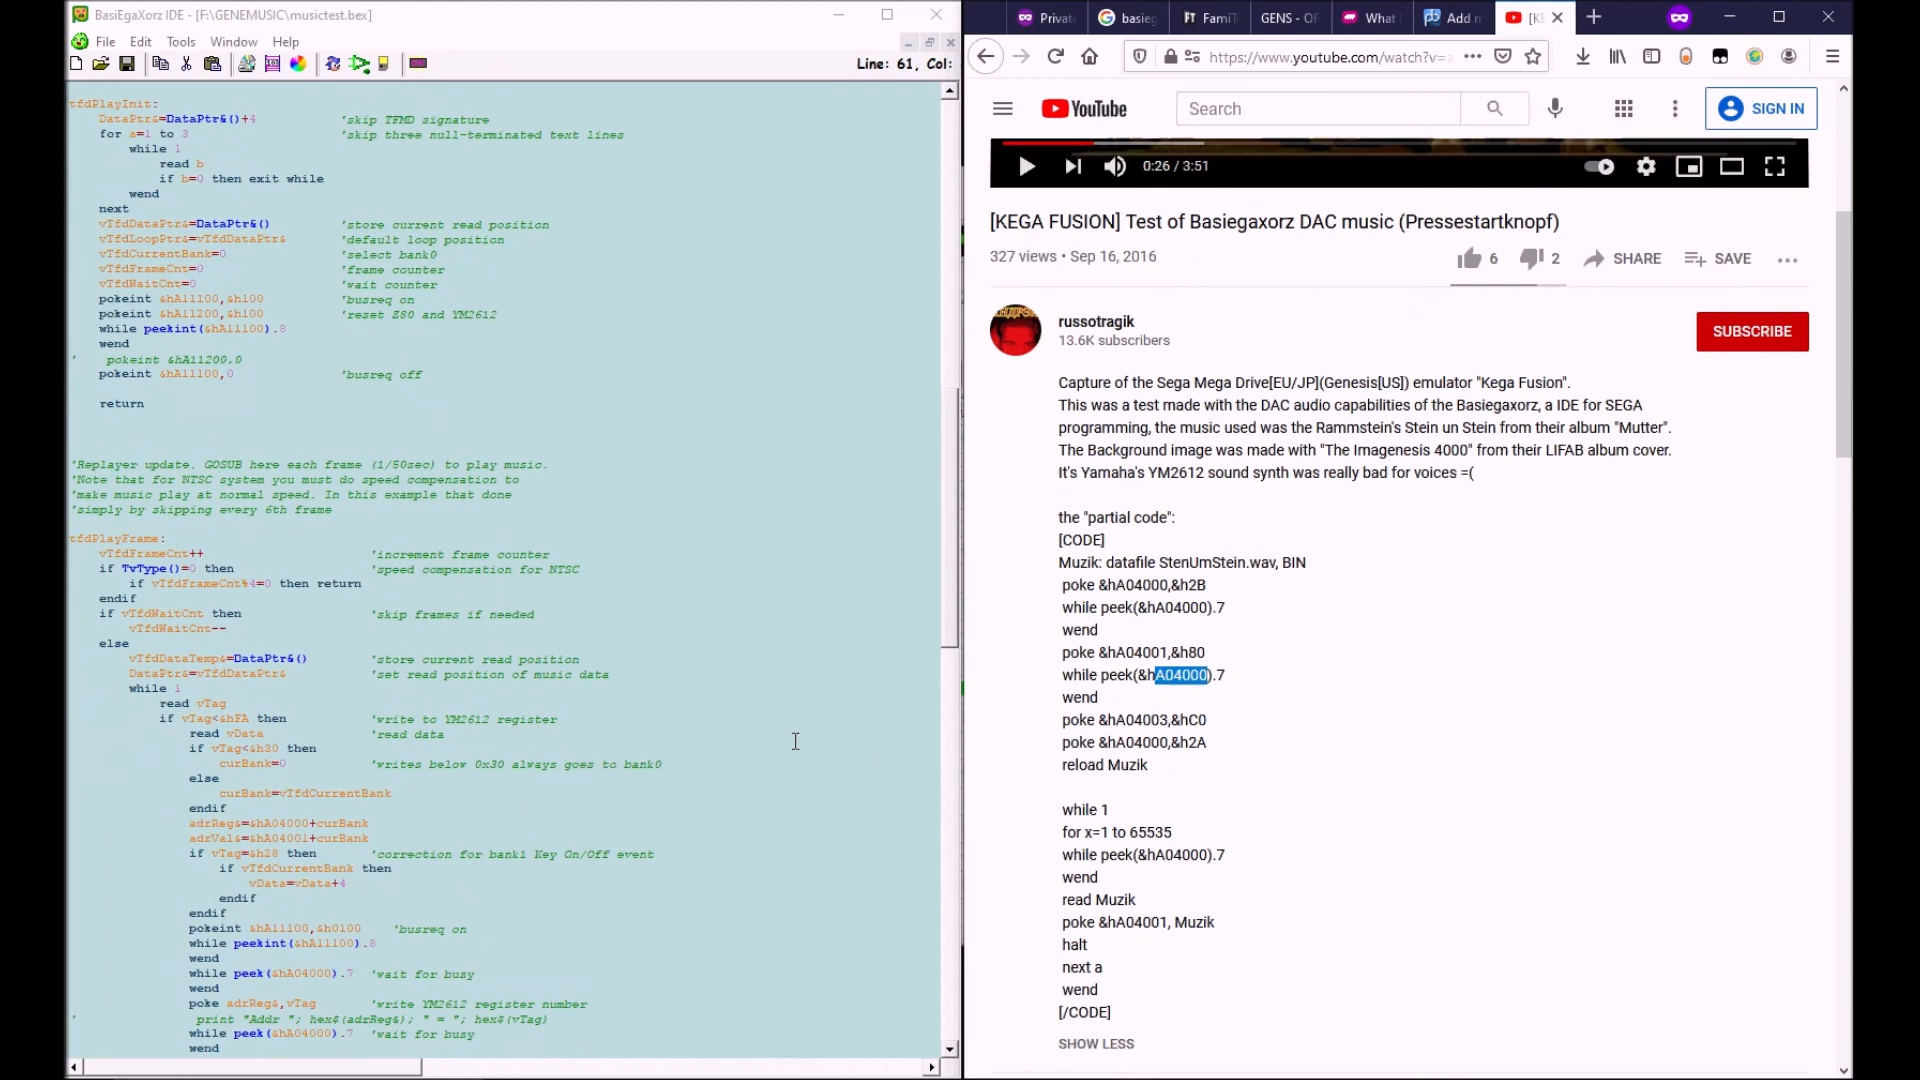 BasiEgaXorz IDE - [F:\GENEMUSIC\musictest.bex]
File Edit Tools Window Help
Line: 61, Col:
tfdPlayInit:
DataPtr&=DataPtr&()+4 'skip TFMD signature
for a=1 to 3 'skip three null-terminated text lines
while 1
read b
if b=0 then exit while
wend
next
vTfdDataPtr&=DataPtr&() 'store current read position
vTfdLoopPtr&=vTfdDataPtr& 'default loop position
vTfdCurrentBank=0 'select bank0
vTfdFrameCnt=0 'frame counter
vTfdWaitCnt=0 'wait counter
pokeint &hA11100,&h100 'busreq on
pokeint &hA11200,&h100 'reset Z80 and YM2612
while peekint(&hA11100).8
wend
' pokeint &hA11200,0
pokeint &hA11100,0 'busreq off
return
'Replayer update. GOSUB here each frame (1/50sec) to play music.
'Note that for NTSC system you must do speed compensation to
'make music play at normal speed. In this example that done
'simply by skipping every 6th frame
tfdPlayFrame:
vTfdFrameCnt++ 'increment frame counter
if TvType()=0 then 'speed compensation for NTSC
if vTfdFrameCnt%4=0 then return
endif
if vTfdWaitCnt then 'skip frames if needed
vTfdWaitCnt--
else
vTfdDataTemp&=DataPtr&() 'store current read position
DataPtr&=vTfdDataPtr& 'set read position of music data
while 1
read vTag
if vTag<&hFA then 'write to YM2612 register
read vData 'read data
if vTag<&h30 then
curBank=0 'writes below 0x30 always goes to bank0
else
curBank=vTfdCurrentBank
endif
adrReg&=&hA04000+curBank
adrVal&=&hA04001+curBank
if vTag=&h28 then 'correction for bank1 Key On/Off event
if vTfdCurrentBank then
vData=vData+4
endif
endif
pokeint &hA11100,&h0100 'busreq on
while peekint(&hA11100).8
wend
while peek(&hA04000).7 'wait for busy
wend
poke adrReg&,vTag 'write YM2612 register number
' print "Addr "; hex$(adrReg&); " = "; hex$(vTag)
while peek(&hA04000).7 'wait for busy
wend
Privat
basieg
FT FamiT
GENS - OF
What
Add m
[KE
https://www.youtube.com/watch?v=
YouTube
Search
SIGN IN
0:26 / 3:51
[KEGA FUSION] Test of Basiegaxorz DAC music (Pressestartknopf)
327 views • Sep 16, 2016
6 2 SHARE SAVE
russotragik
13.6K subscribers
SUBSCRIBE
Capture of the Sega Mega Drive[EU/JP](Genesis[US]) emulator "Kega Fusion".
This was a test made with the DAC audio capabilities of the Basiegaxorz, a IDE for SEGA
programming, the music used was the Rammstein's Stein un Stein from their album "Mutter".
The Background image was made with "The Imagenesis 4000" from their LIFAB album cover.
It's Yamaha's YM2612 sound synth was really bad for voices =(
the "partial code":
[CODE]
Muzik: datafile StenUmStein.wav, BIN
poke &hA04000,&h2B
while peek(&hA04000).7
wend
poke &hA04001,&h80
while peek(&hA04000).7
wend
poke &hA04003,&hC0
poke &hA04000,&h2A
reload Muzik
while 1
for x=1 to 65535
while peek(&hA04000).7
wend
read Muzik
poke &hA04001, Muzik
halt
next a
wend
[/CODE]
SHOW LESS